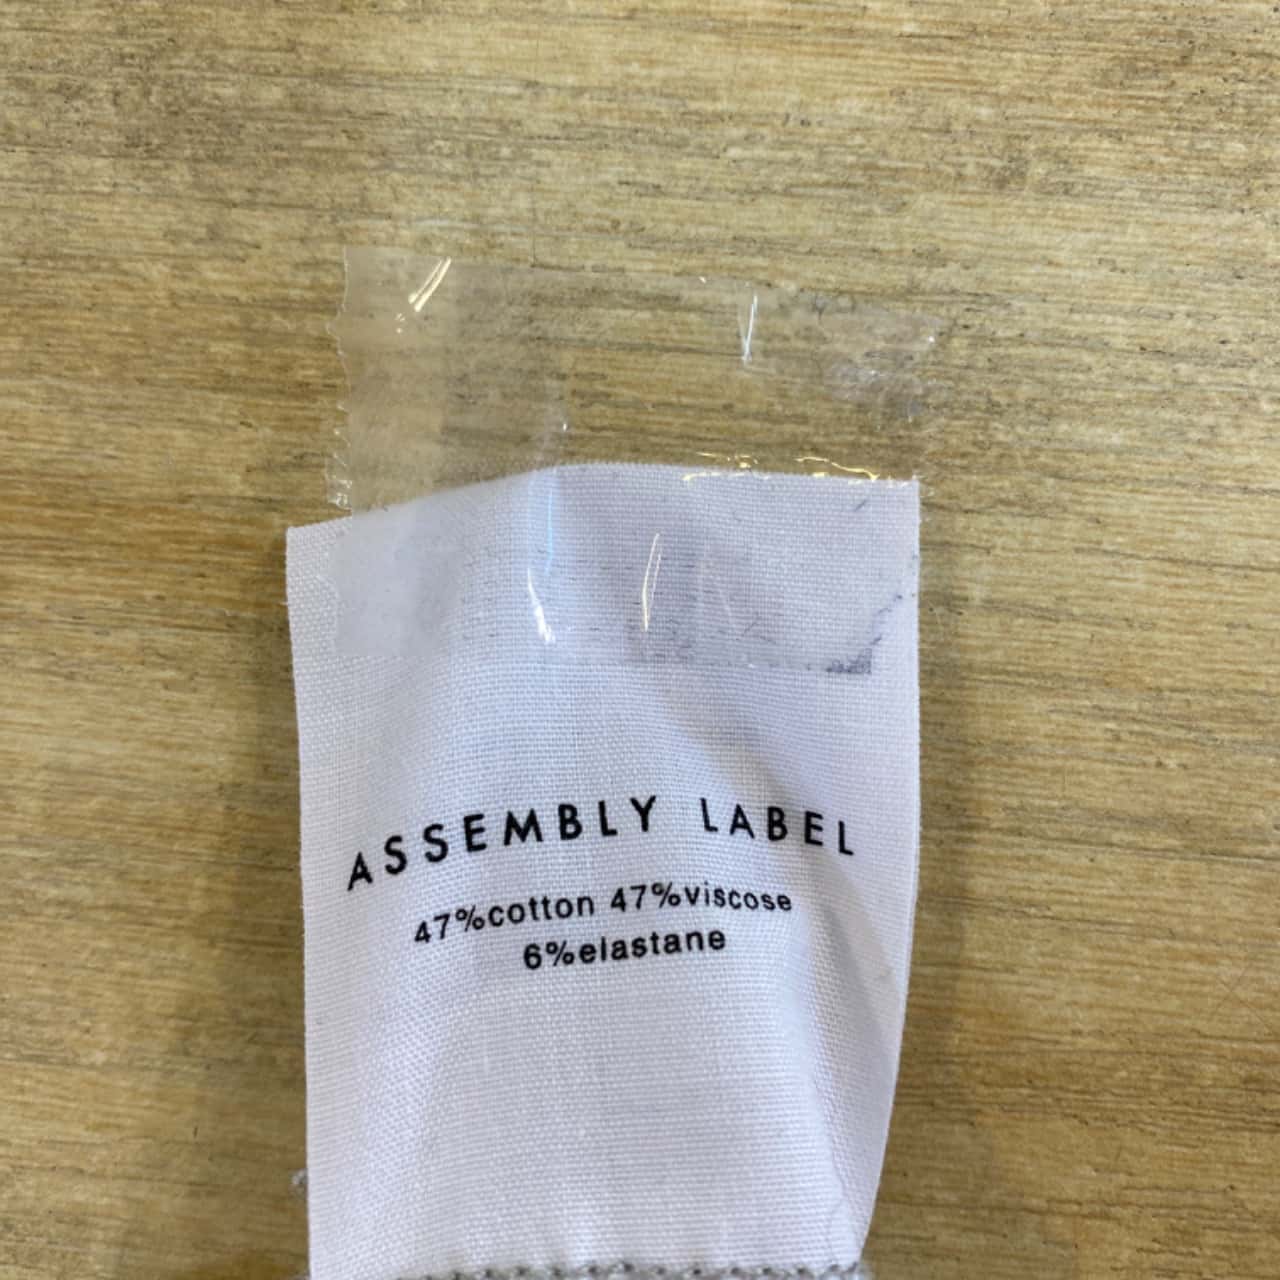 ASSEMBLY LABEL
47%cotton 47%viscose
6%elastane